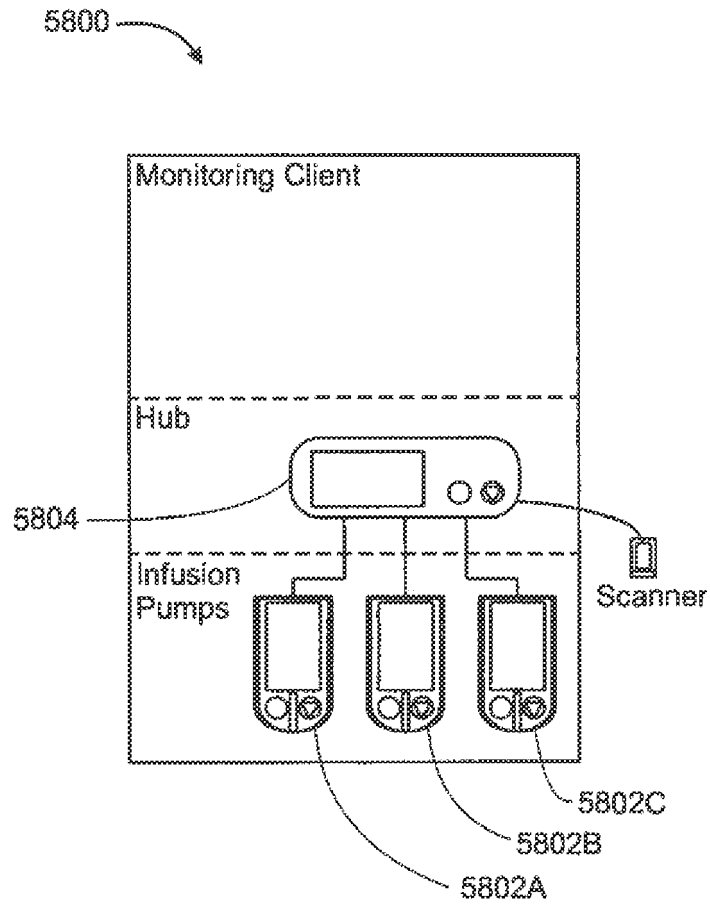 5800
Monitoring Client
Hub
5804
Infusion
Pumps
Scanner
5802C
5802B
5802A